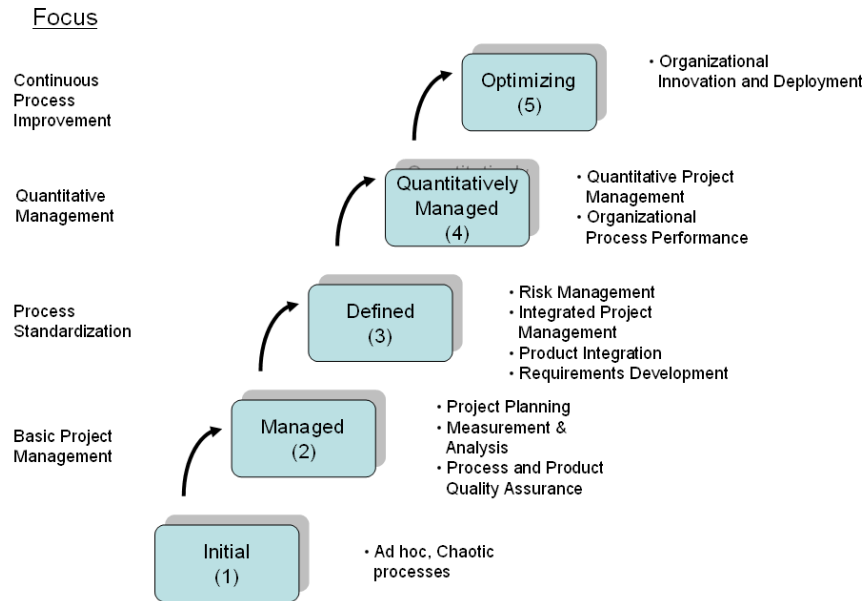 Focus
Continuous
Process
Improvement
Optimizing
(5)
• Organizational
Innovation and Deployment
Quantitative
Management
Quantitatively
Quantitatively
Managed
(4)
• Quantitative Project
Management
• Organizational
Process Performance
Process
Standardization
Defined
(3)
• Risk Management
• Integrated Project
Management
• Product Integration
• Requirements Development
Basic Project
Management
Managed
(2)
• Project Planning
• Measurement &
Analysis
• Process and Product
Quality Assurance
Initial
(1)
• Ad hoc, Chaotic
processes